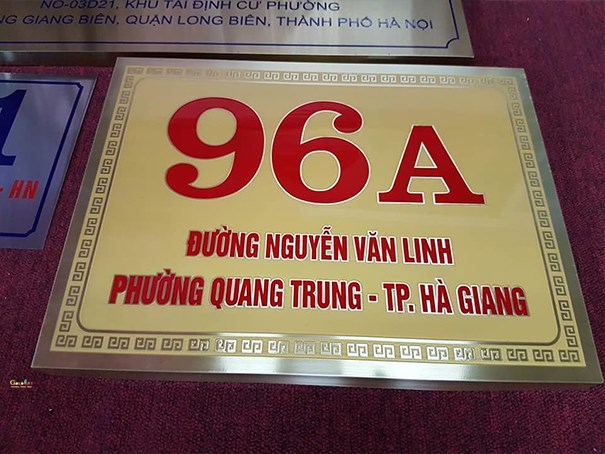 NO-03D21, KHU TÁI ĐỊNH CƯ PHƯỜNG
GIANG BIÊN, QUẬN LONG BIÊN, THÀNH PHỐ HÀ NỘI
1
- HN
96A
ĐƯỜNG NGUYỄN VĂN LINH
PHƯỜNG QUANG TRUNG - TP. HÀ GIANG